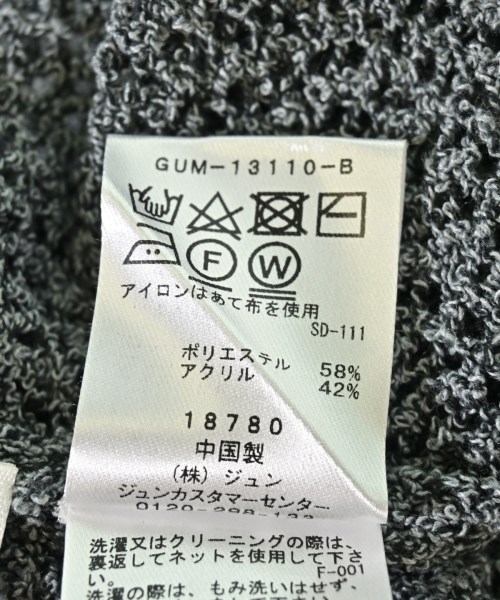 GUM-13110-B
F W
アイロンはあて布を使用
SD-111
ポリエステル 58%
アクリル 42%
18780
中国製
(株) ジュン
ジュンカスタマーセンター
洗濯又はクリーニングの際は、
裏返してネットを使用して下さ
い。 F-001
洗濯の際は、もみ洗いはせず、